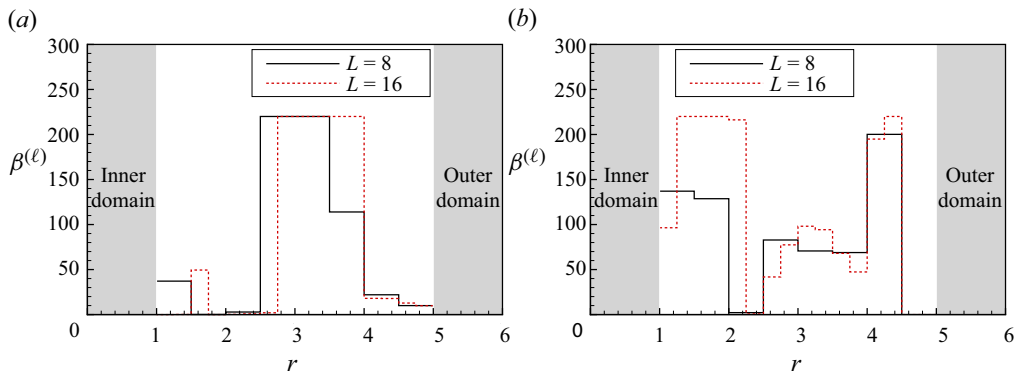 (a)
300
250
200
150
100
50
0
β^(ℓ)
L = 8
L = 16
Inner
domain
Outer
domain
1 2 3 4 5 6
r
(b)
300
250
200
150
100
50
0
β^(ℓ)
L = 8
L = 16
Inner
domain
Outer
domain
1 2 3 4 5 6
r